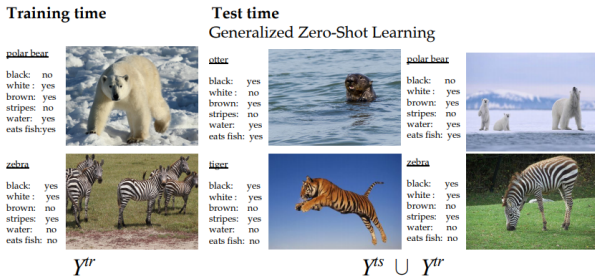 Training time
Test time
Generalized Zero-Shot Learning
polar bear
black: no
white : yes
brown: yes
stripes: no
water: yes
eats fish:yes
otter
black: yes
white : no
brown: yes
stripes: no
water: yes
eats fish: yes
polar bear
black: no
white : yes
brown: no
stripes: no
water: yes
eats fish: yes
zebra
black: yes
white : yes
brown: no
stripes: yes
water: no
eats fish: no
tiger
black: yes
white : yes
brown: no
stripes: yes
water: no
eats fish: no
zebra
black: yes
white : yes
brown: no
stripes: yes
water: no
eats fish: no
Y^tr
Y^ts ∪ Y^tr